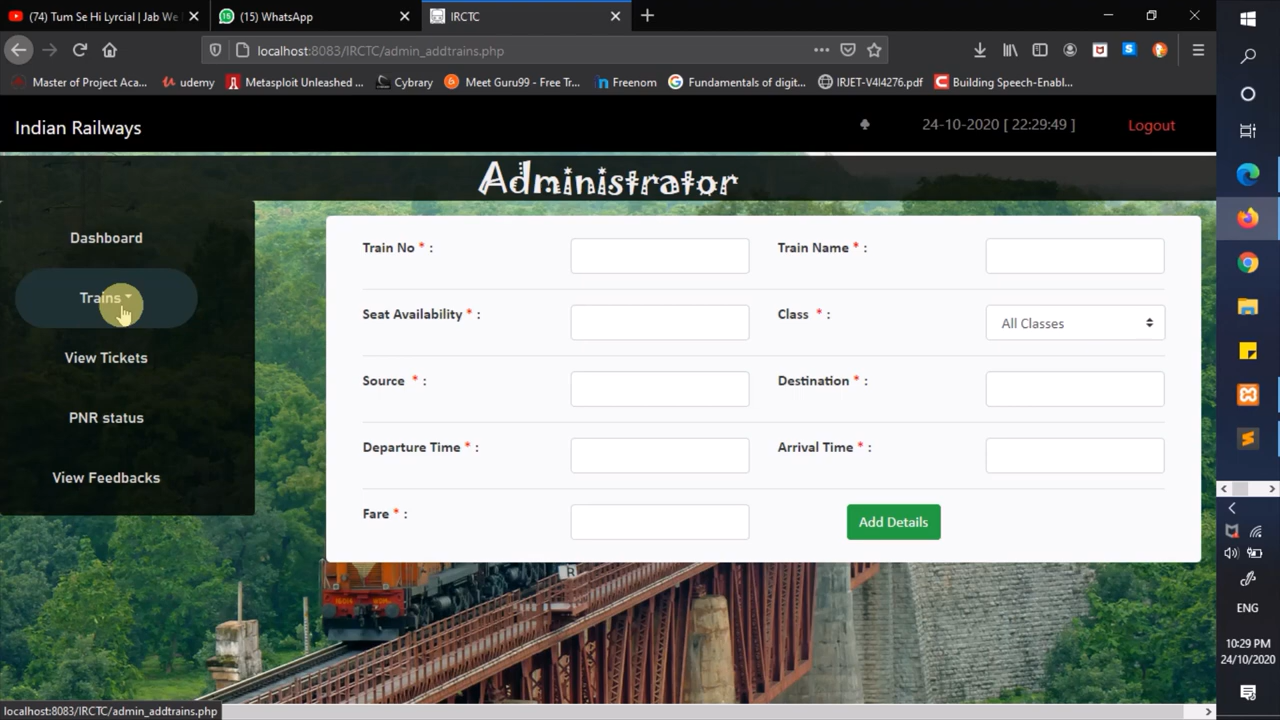 (74) Tum Se Hi Lyrcial | Jab We
(15) WhatsApp
IRCTC
localhost:8083/IRCTC/admin_addtrains.php
Master of Project Aca...
udemy
Metasploit Unleashed ...
Cybrary
Meet Guru99 - Free Tr...
Freenom
Fundamentals of digit...
IRJET-V4I4276.pdf
Building Speech-Enabl...
Indian Railways
24-10-2020 [ 22:29:49 ]
Logout
Administrator
Dashboard
Trains
View Tickets
PNR status
View Feedbacks
Train No * :
Train Name * :
Seat Availability * :
Class * :
All Classes
Source * :
Destination * :
Departure Time * :
Arrival Time * :
Fare * :
Add Details
R
localhost:8083/IRCTC/admin_addtrains.php
ENG
10:29 PM
24/10/2020